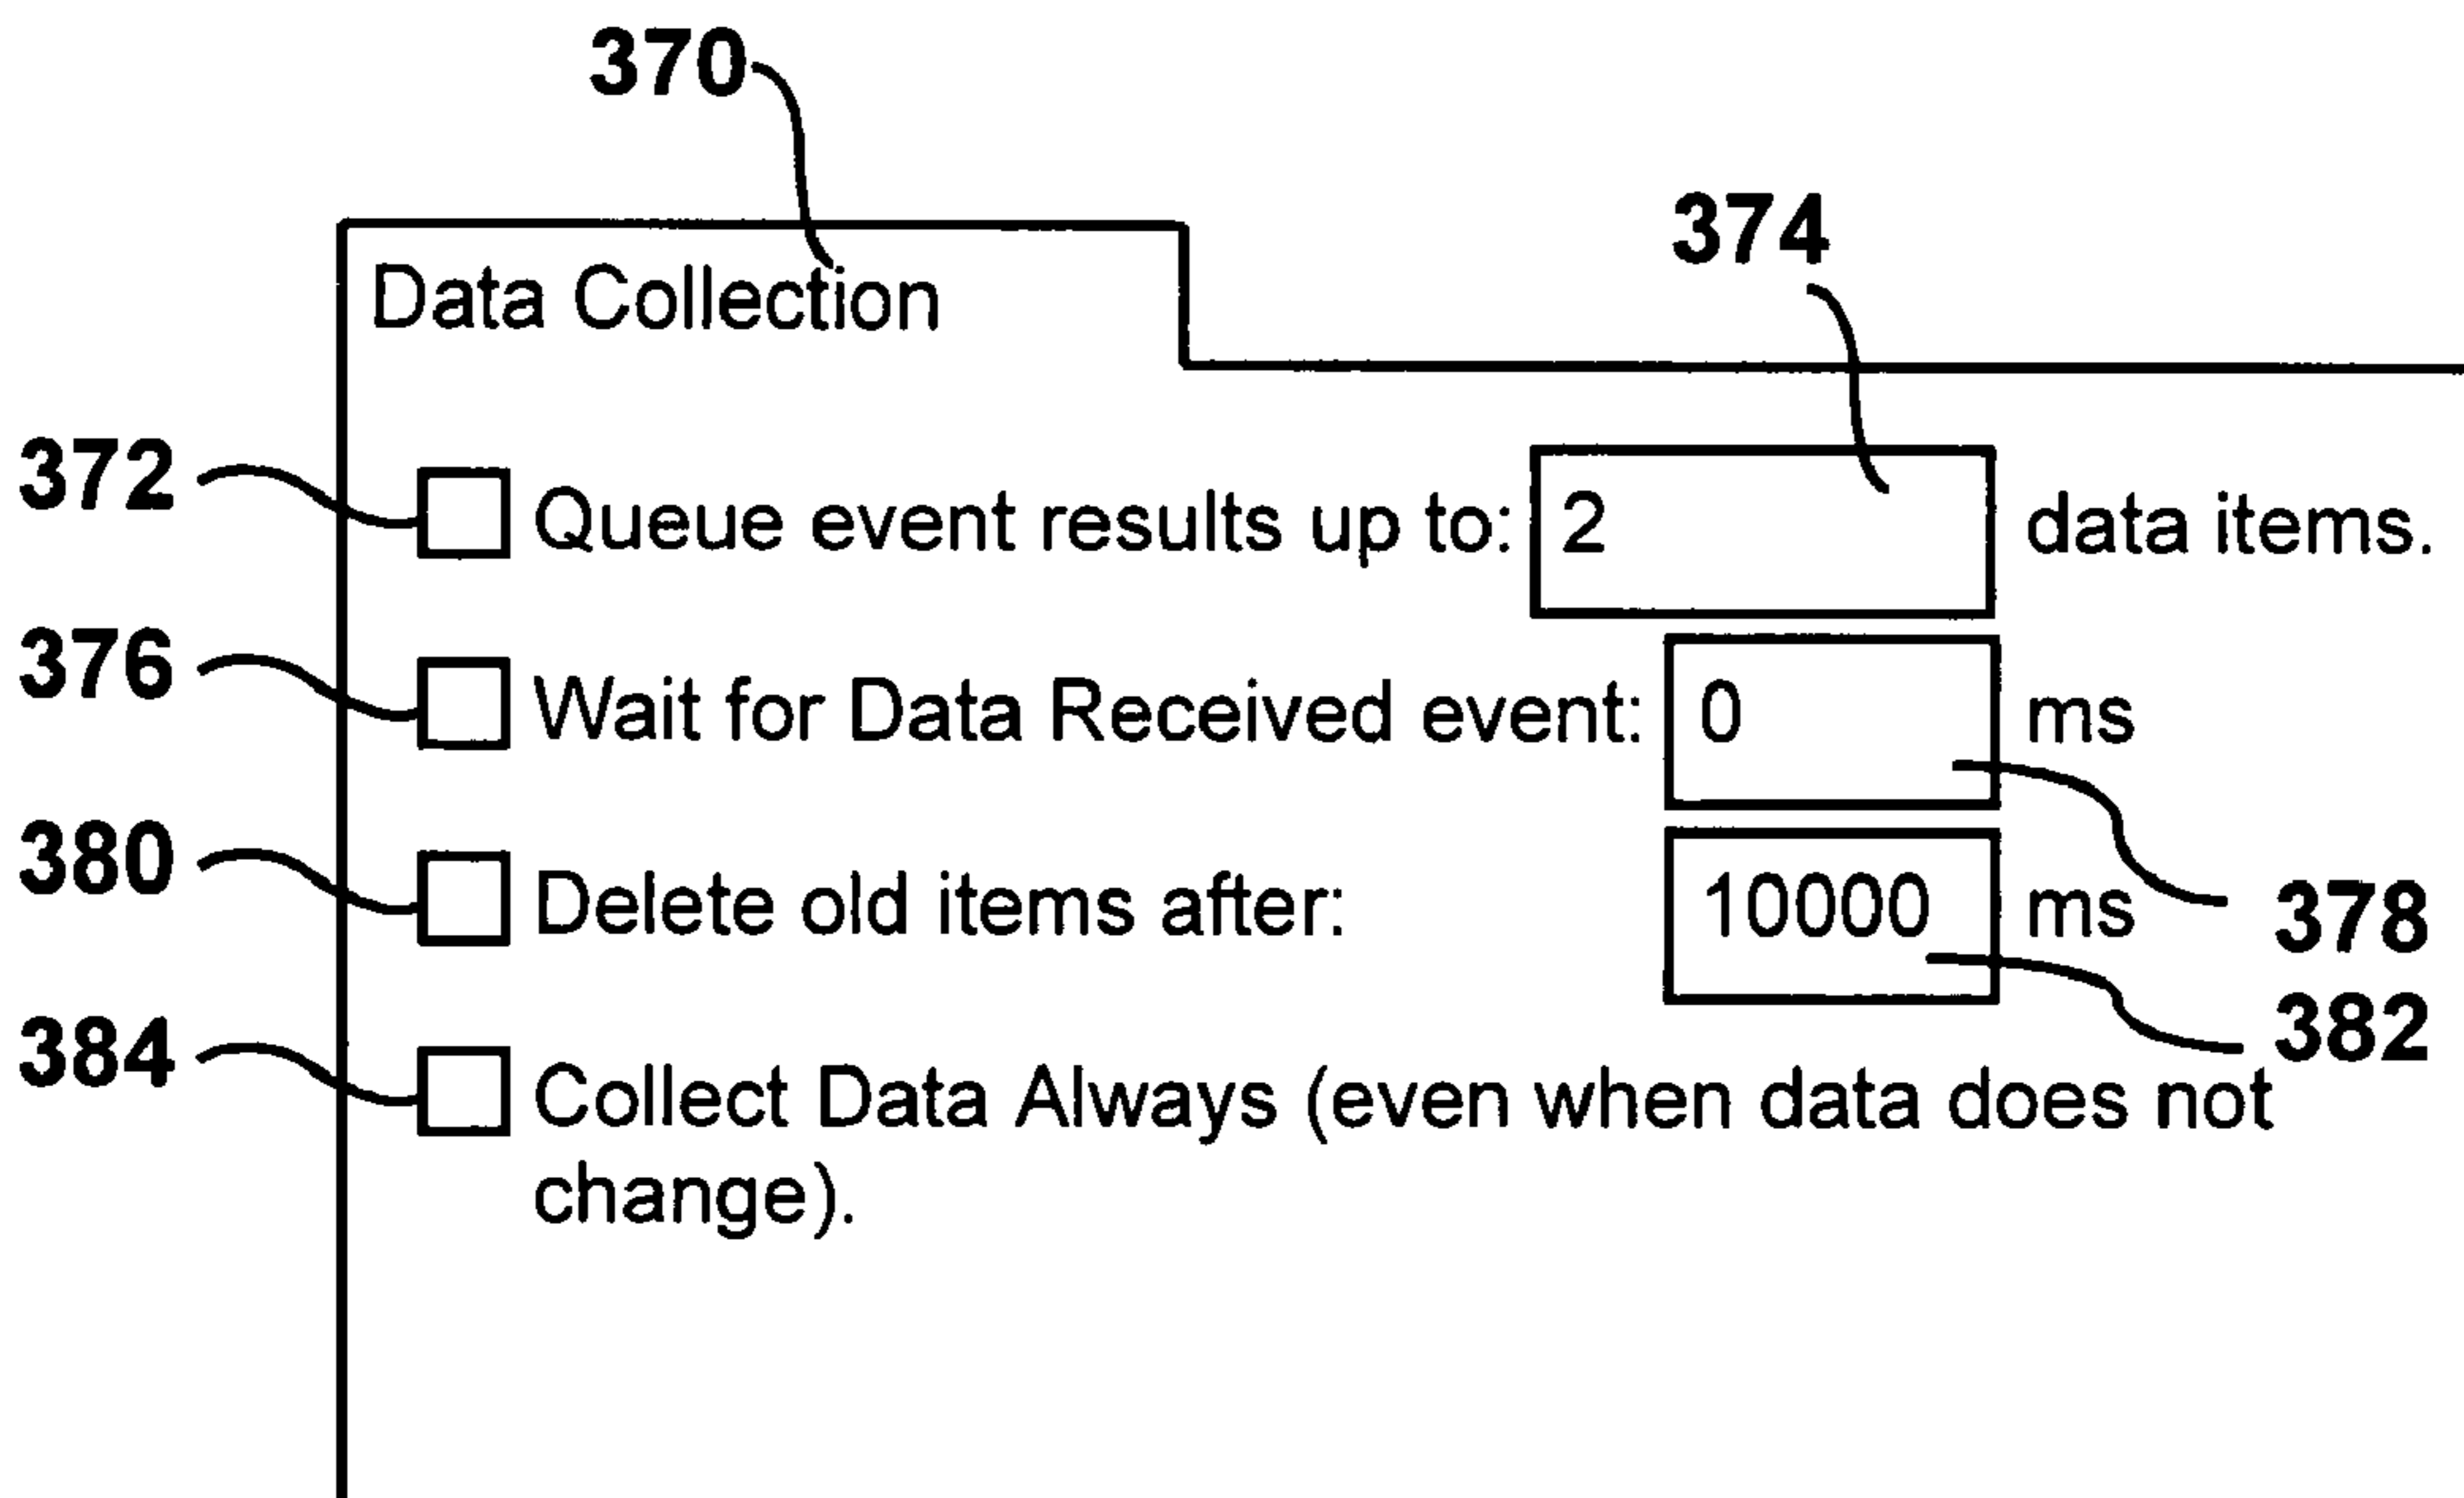 370
374
Data Collection
372 Queue event results up to: 2 data items.
376 Wait for Data Received event: 0 ms
380 Delete old items after: 10000 ms 378
382
384 Collect Data Always (even when data does not
change).